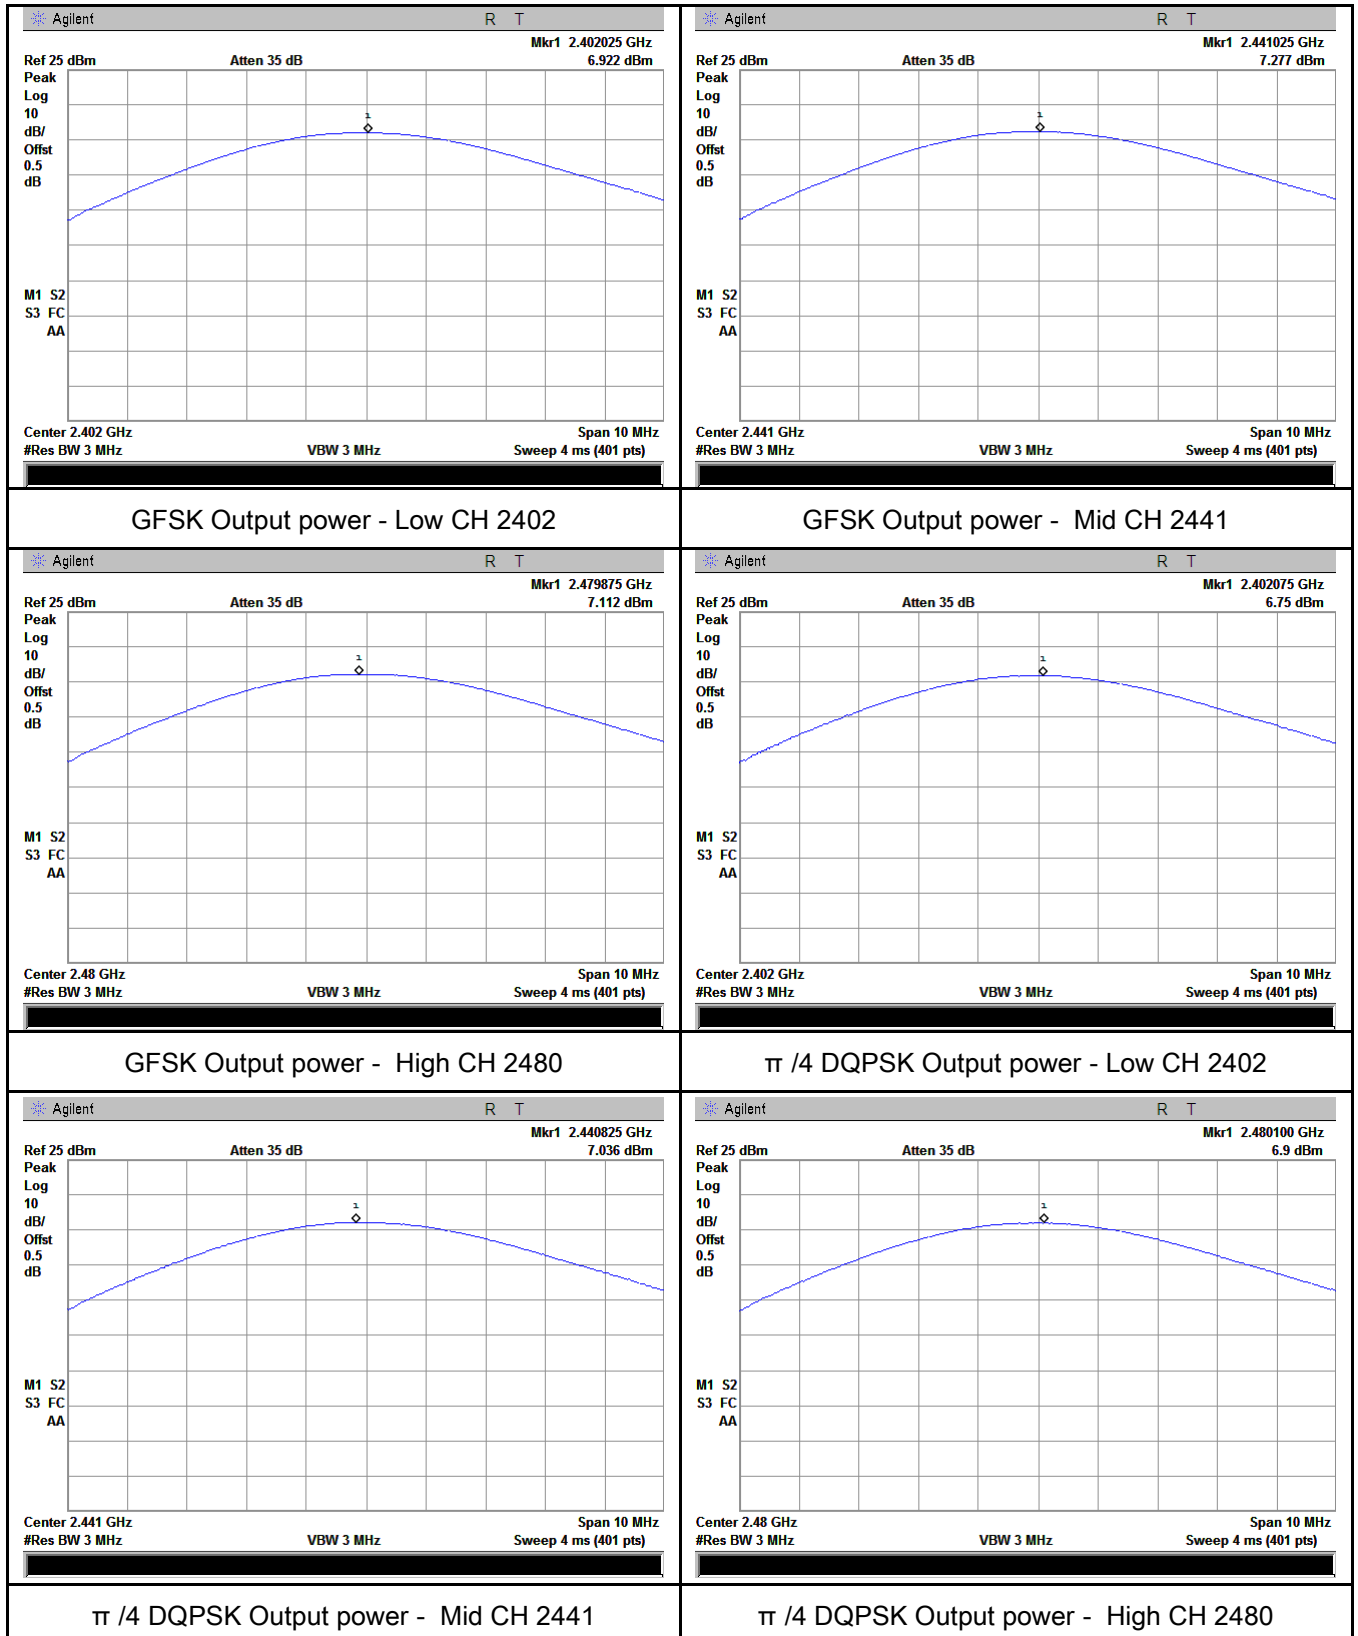 Agilent R T
Mkr1 2.402025 GHz
Ref 25 dBm Atten 35 dB 6.922 dBm
Peak
Log
10
dB/
Offst
0.5
dB
1
M1 S2
S3 FC
AA
Center 2.402 GHz Span 10 MHz
#Res BW 3 MHz VBW 3 MHz Sweep 4 ms (401 pts)
GFSK Output power - Low CH 2402
Agilent R T
Mkr1 2.441025 GHz
Ref 25 dBm Atten 35 dB 7.277 dBm
Peak
Log
10
dB/
Offst
0.5
dB
1
M1 S2
S3 FC
AA
Center 2.441 GHz Span 10 MHz
#Res BW 3 MHz VBW 3 MHz Sweep 4 ms (401 pts)
GFSK Output power - Mid CH 2441
Agilent R T
Mkr1 2.479875 GHz
Ref 25 dBm Atten 35 dB 7.112 dBm
Peak
Log
10
dB/
Offst
0.5
dB
1
M1 S2
S3 FC
AA
Center 2.48 GHz Span 10 MHz
#Res BW 3 MHz VBW 3 MHz Sweep 4 ms (401 pts)
GFSK Output power - High CH 2480
Agilent R T
Mkr1 2.402075 GHz
Ref 25 dBm Atten 35 dB 6.75 dBm
Peak
Log
10
dB/
Offst
0.5
dB
1
M1 S2
S3 FC
AA
Center 2.402 GHz Span 10 MHz
#Res BW 3 MHz VBW 3 MHz Sweep 4 ms (401 pts)
π /4 DQPSK Output power - Low CH 2402
Agilent R T
Mkr1 2.440825 GHz
Ref 25 dBm Atten 35 dB 7.036 dBm
Peak
Log
10
dB/
Offst
0.5
dB
1
M1 S2
S3 FC
AA
Center 2.441 GHz Span 10 MHz
#Res BW 3 MHz VBW 3 MHz Sweep 4 ms (401 pts)
π /4 DQPSK Output power - Mid CH 2441
Agilent R T
Mkr1 2.480100 GHz
Ref 25 dBm Atten 35 dB 6.9 dBm
Peak
Log
10
dB/
Offst
0.5
dB
1
M1 S2
S3 FC
AA
Center 2.48 GHz Span 10 MHz
#Res BW 3 MHz VBW 3 MHz Sweep 4 ms (401 pts)
π /4 DQPSK Output power - High CH 2480